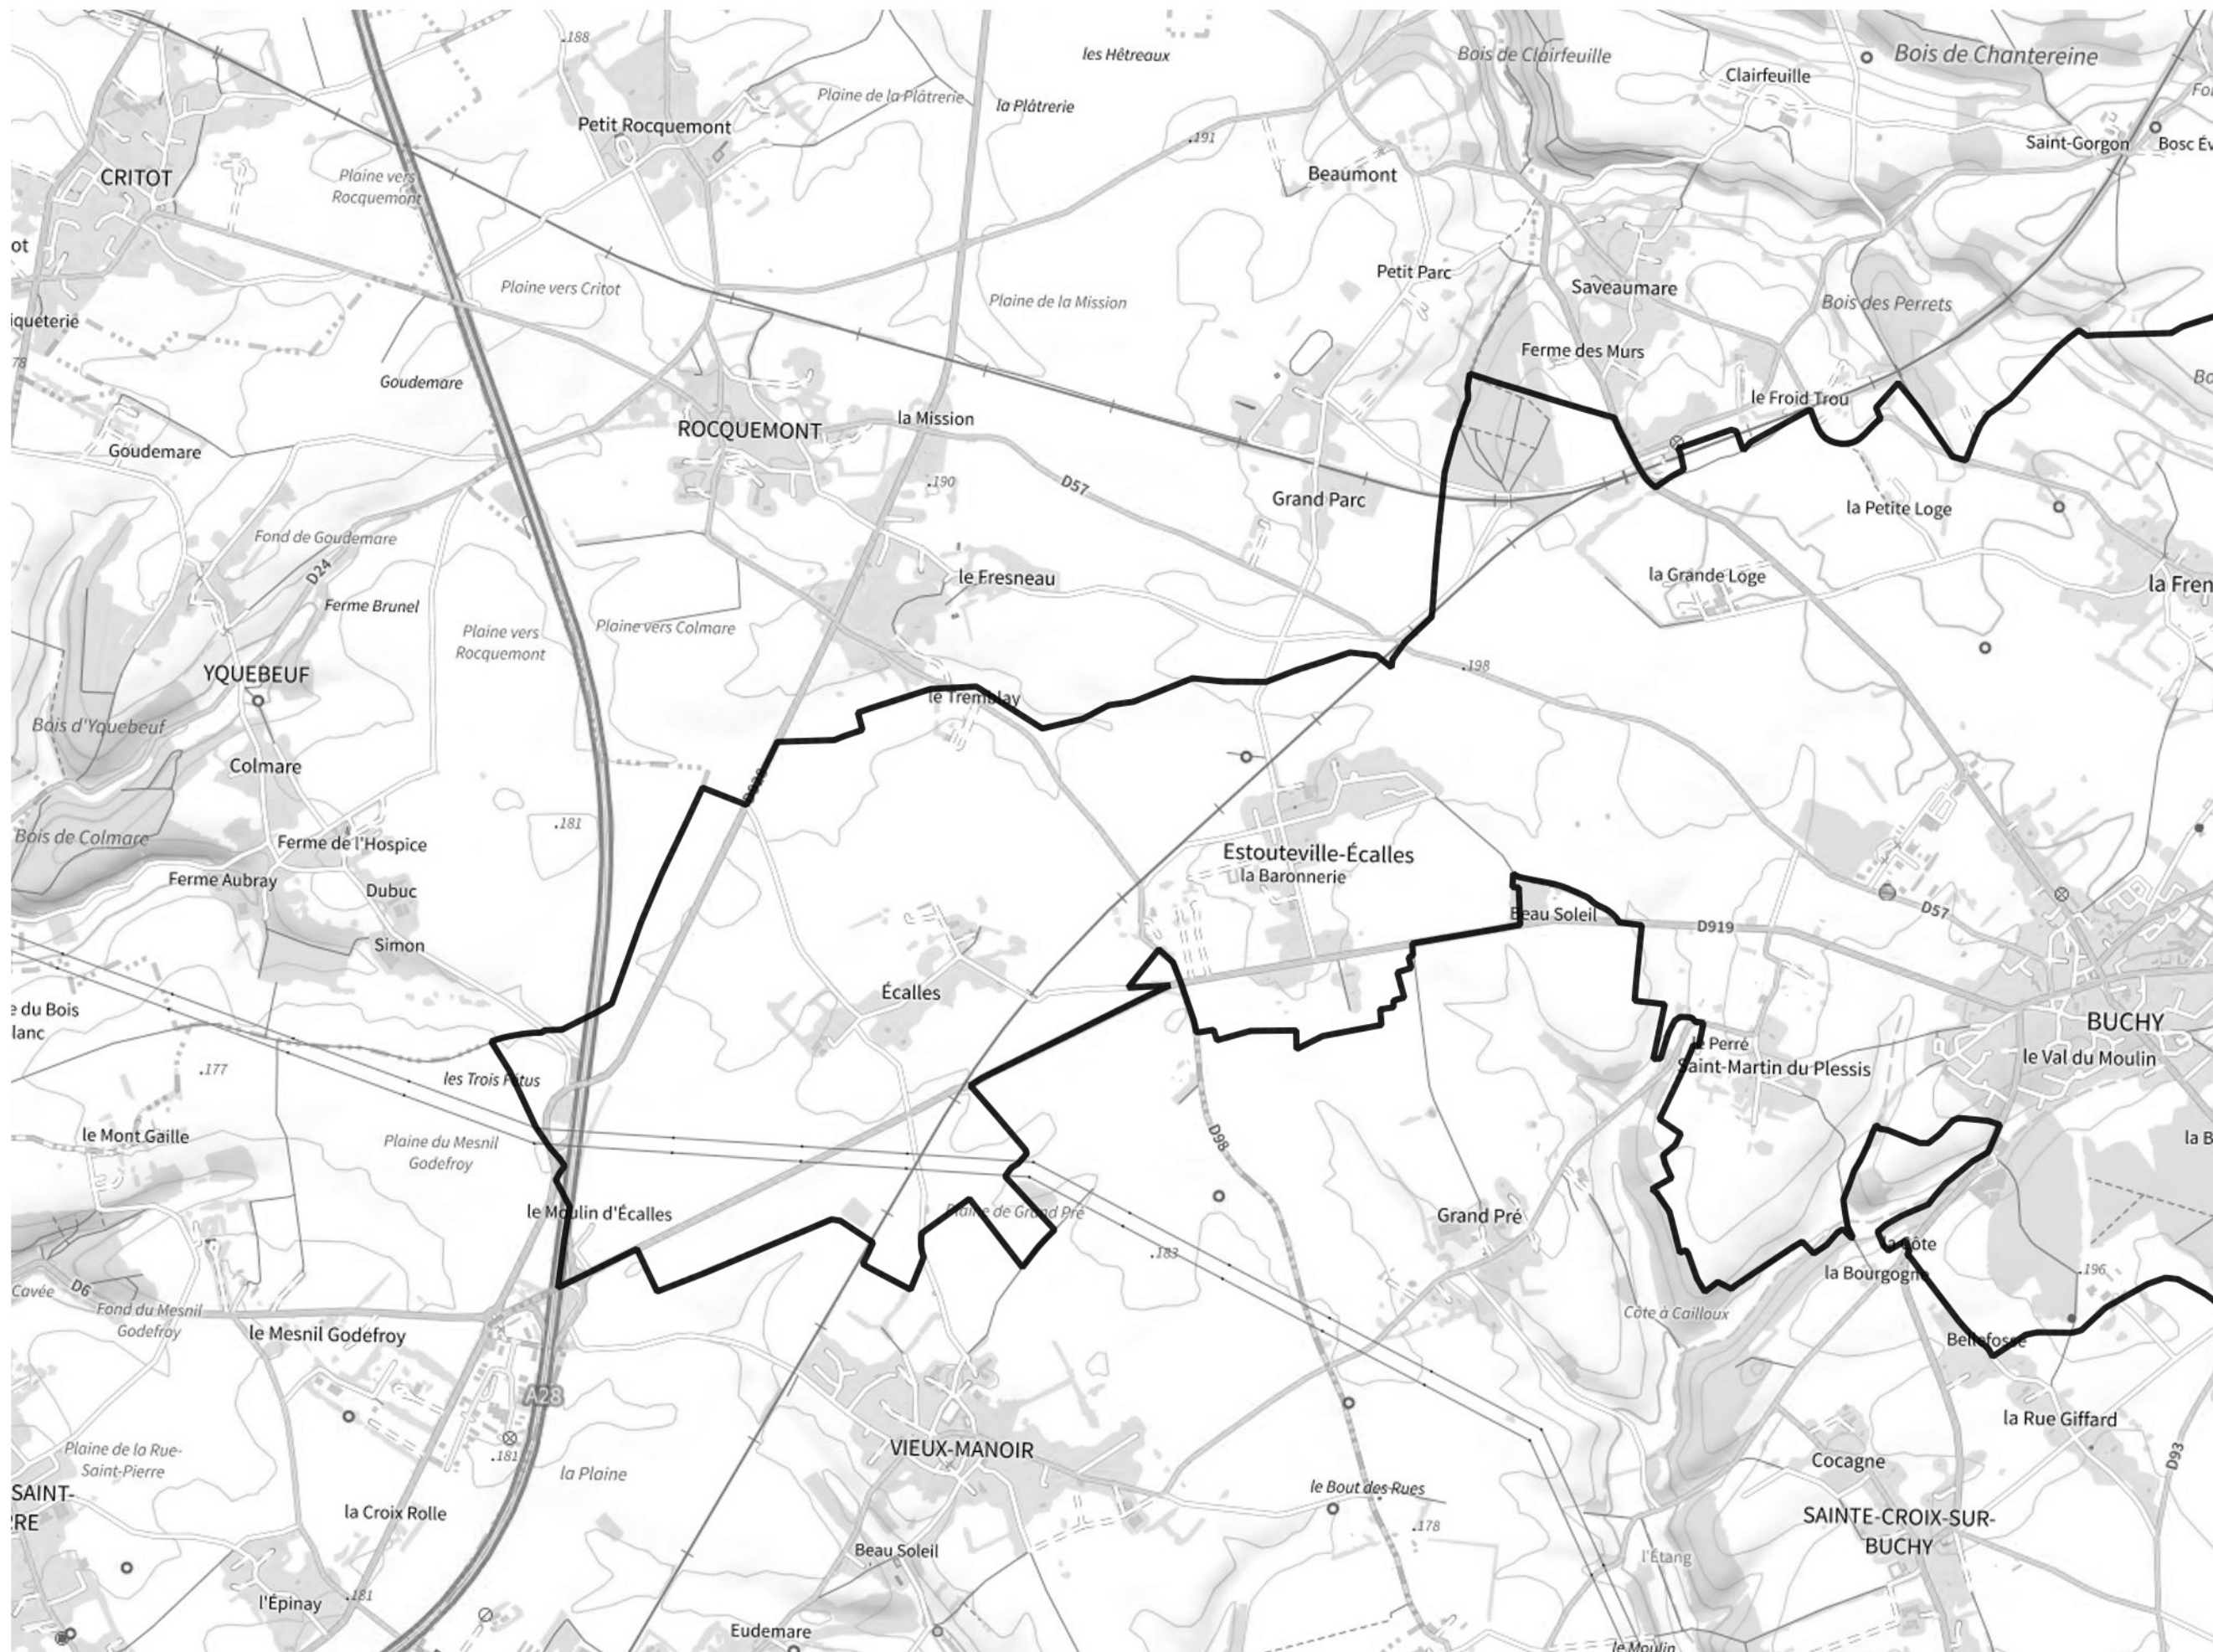 .188
les Hêtreaux
Bois de Clairfeuille
Bois de Chantereine
Clairfeuille
Plaine de la Plâtrerie
la Plâtrerie
Petit Rocquemont
.191
Saint-Gorgon
Bosc Év
CRITOT
Plaine vers
Rocquemont
Beaumont
ot
Petit Parc
Plaine vers Critot
Saveaumare
Plaine de la Mission
Bois des Perrets
iqueterie
Ferme des Murs
78
Goudemare
Bo
le Froid Trou
ROCQUEMONT
la Mission
Goudemare
.190
D57
Grand Parc
la Petite Loge
Fond de Goudemare
D24
le Fresneau
la Grande Loge
la Fren
Ferme Brunel
Plaine vers
Rocquemont
Plaine vers Colmare
.198
YQUEBEUF
le Tremblay
Bois d'Yquebeuf
Colmare
.181
Bois de Colmare
Ferme de l'Hospice
Estouteville-Écalles
la Baronnerie
Ferme Aubray
Dubuc
Beau Soleil
D57
D919
Simon
Écalles
e du Bois
lanc
BUCHY
le Perré
le Val du Moulin
.177
les Trois Fétus
Saint-Martin du Plessis
le Mont Gaille
Plaine du Mesnil
Godefroy
D98
la B
le Moulin d'Écalles
Plaine de Grand Pré
Grand Pré
.183
la Côte
la Bourgogne
.196
Cavée
D6
Fond du Mesnil
Godefroy
Côte à Cailloux
le Mesnil Godefroy
Bellefosse
A28
la Rue Giffard
Plaine de la Rue-
Saint-Pierre
VIEUX-MANOIR
.181
la Plaine
Cocagne
D93
le Bout des Rues
SAINT-
RRE
la Croix Rolle
SAINTE-CROIX-SUR-
BUCHY
.178
Beau Soleil
l'Étang
.181
l'Épinay
Eudemare
le Moulin